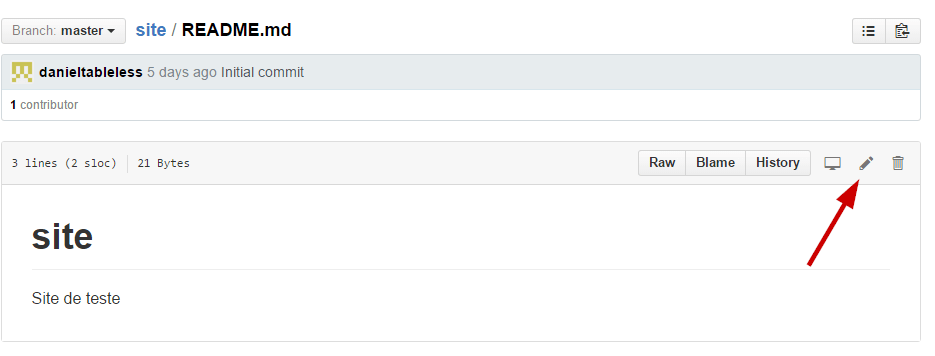 Branch: master site / README.md
danieltableless 5 days ago Initial commit
1 contributor
3 lines (2 sloc) 21 Bytes Raw Blame History
site
Site de teste